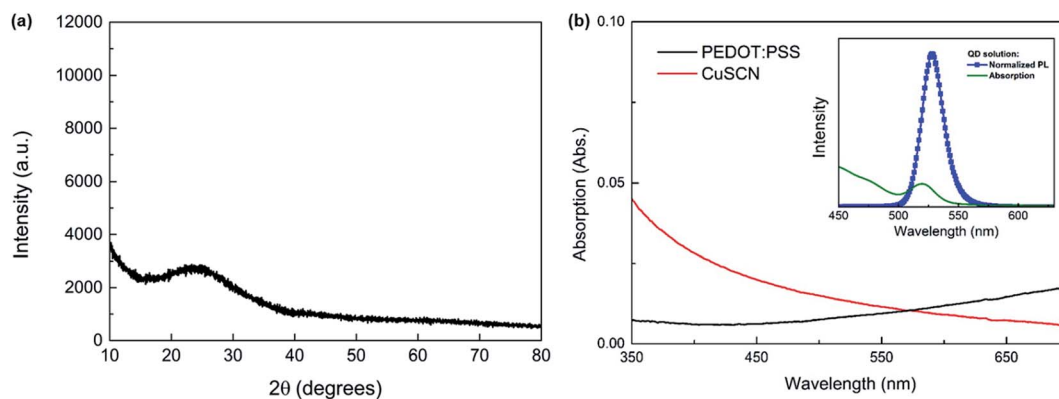 (a)
12000
10000
8000
6000
4000
2000
0
Intensity (a.u.)
10 20 30 40 50 60 70 80
2θ (degrees)
(b)
0.10
0.05
0.00
Absorption (Abs.)
PEDOT:PSS
CuSCN
350 450 550 650
Wavelength (nm)
QD solution:
Normalized PL
Absorption
Intensity
450 500 550 600
Wavelength (nm)